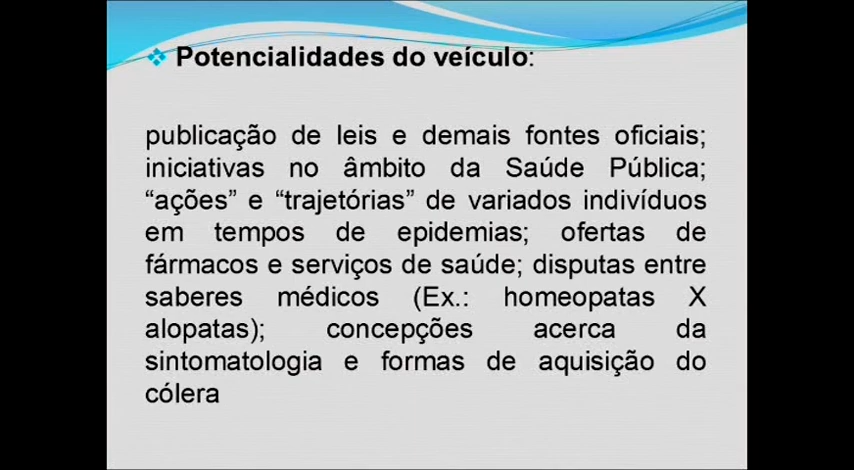 Potencialidades do veículo:
publicação de leis e demais fontes oficiais;
iniciativas no âmbito da Saúde Pública;
“ações” e “trajetórias” de variados indivíduos
em tempos de epidemias; ofertas de
fármacos e serviços de saúde; disputas entre
saberes médicos (Ex.: homeopatas X
alopatas); concepções acerca da
sintomatologia e formas de aquisição do
cólera